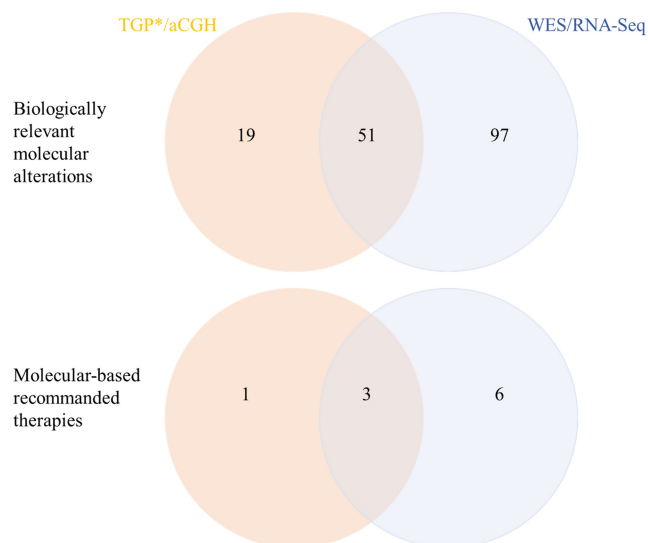 TGP*/aCGH
WES/RNA-Seq
Biologically
relevant
molecular
alterations
19
51
97
Molecular-based
recommanded
therapies
1
3
6